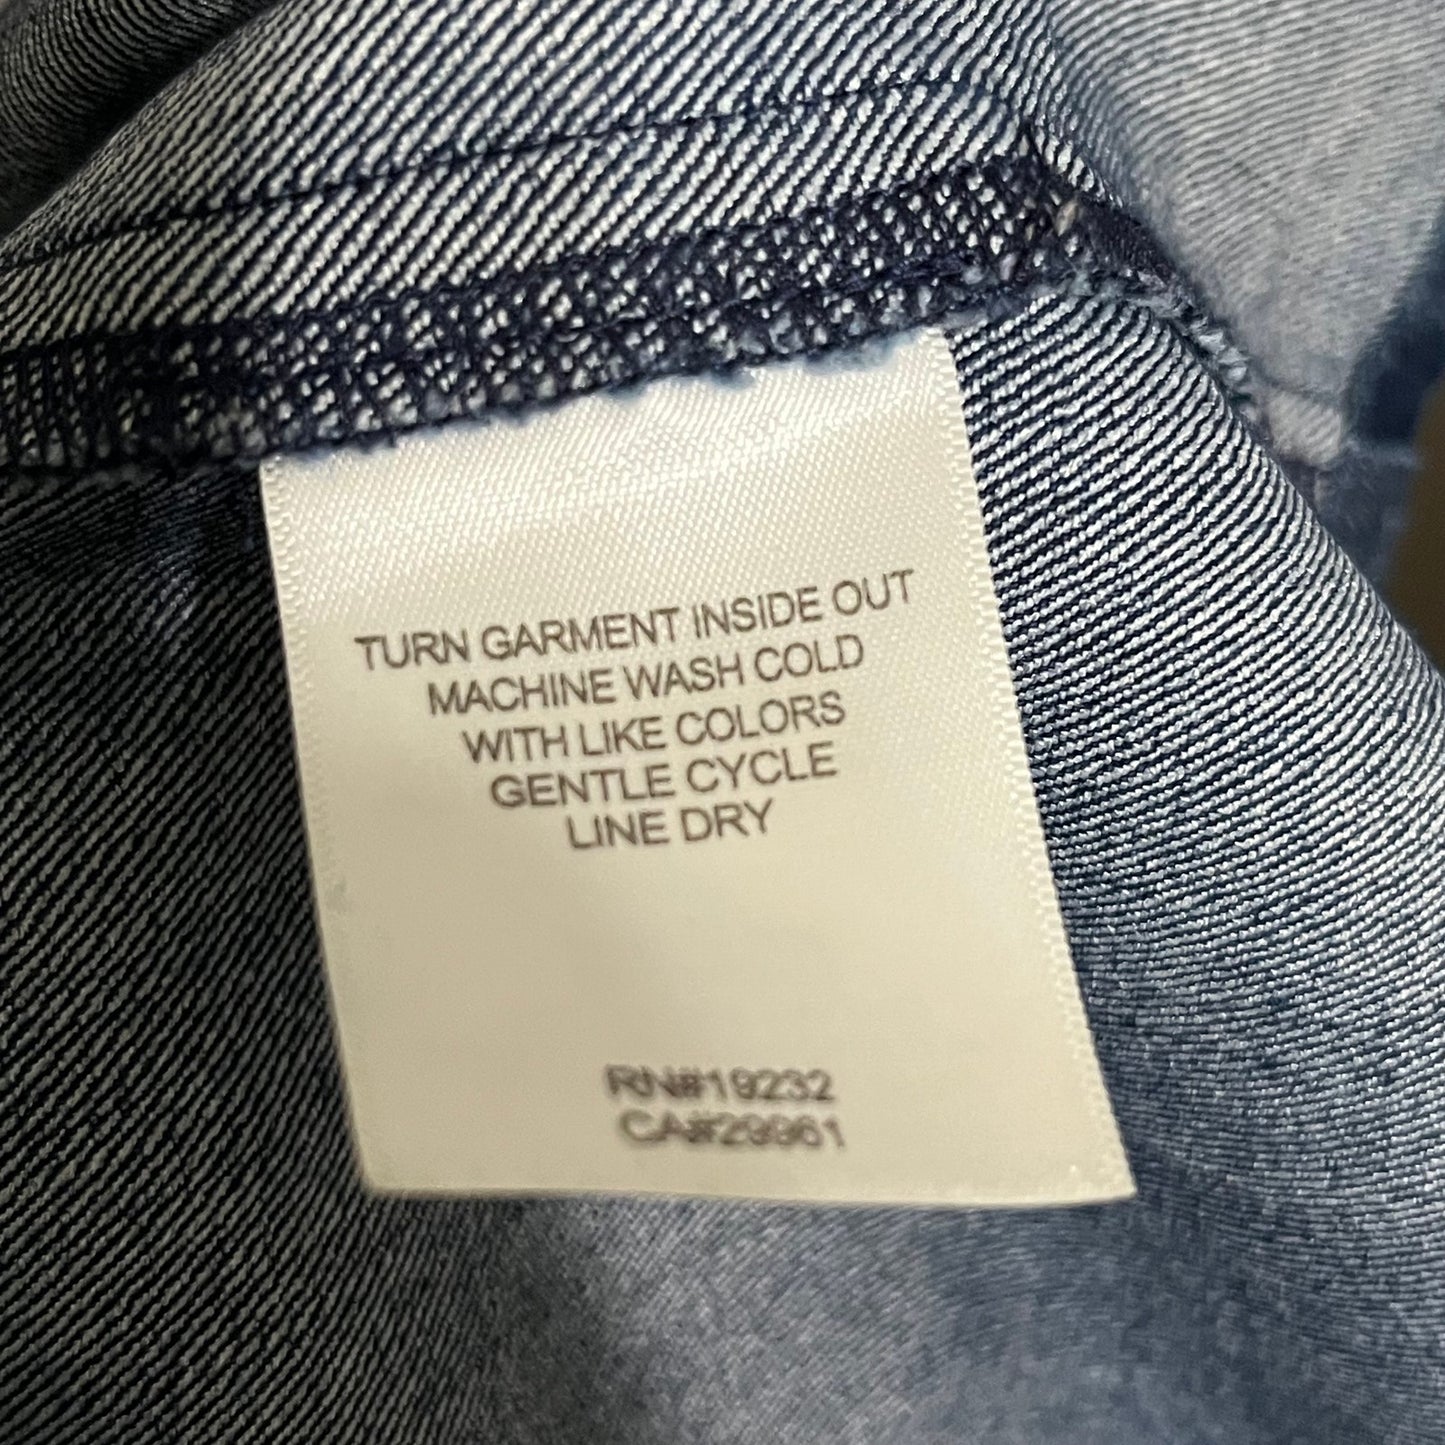 TURN GARMENT INSIDE OUT
MACHINE WASH COLD
WITH LIKE COLORS
GENTLE CYCLE
LINE DRY
RN#19232
CA#29961